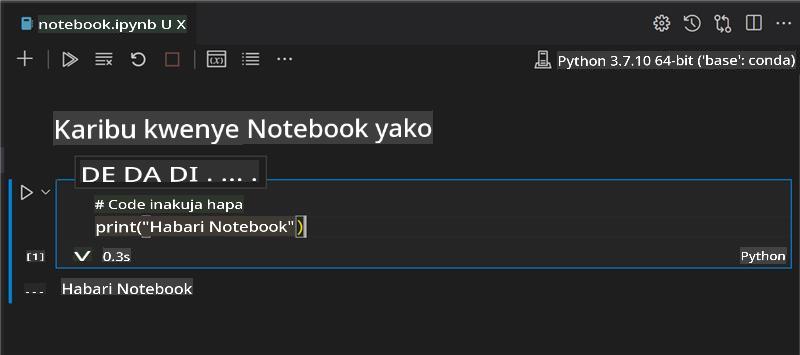 notebook.ipynb U X
Python 3.7.10 64-bit ('base': conda)
Karibu kwenye Notebook yako
DE DA DI . ... .
# Code inakuja hapa
print("Habari Notebook")
[1] 0.3s Python
... Habari Notebook